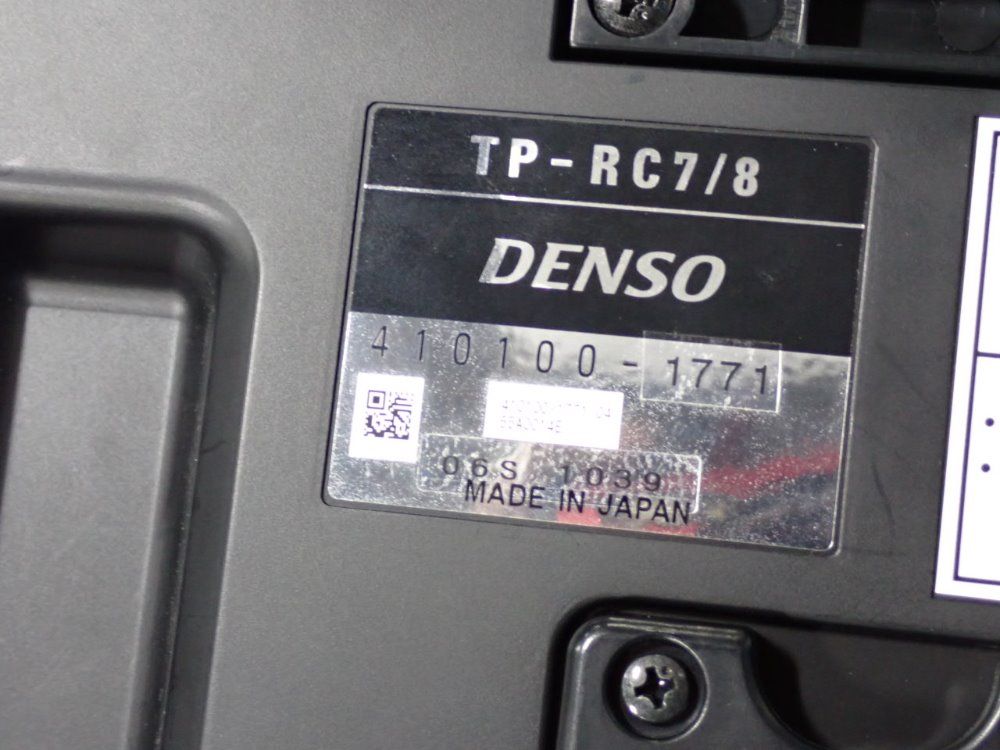 TP-RC7/8
DENSO
410100-1771
06S 1039
MADE IN JAPAN